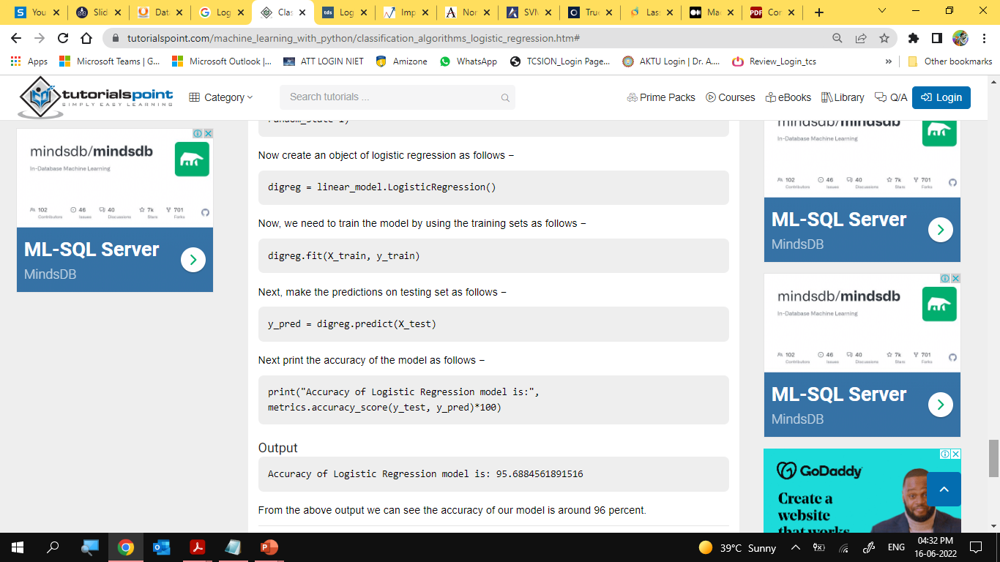 You
Slid
Data
Log
Clas
Log
Imp
Nor
SVM
True
Lass
Mac
Cor
tutorialspoint.com/machine_learning_with_python/classification_algorithms_logistic_regression.htm#
Apps
Microsoft Teams | G...
Microsoft Outlook |...
ATT LOGIN NIET
Amizone
WhatsApp
TCSION_Login Page...
AKTU Login | Dr. A....
Review_Login_tcs
»
Other bookmarks
tutorialspoint
SIMPLY EASY LEARNING
Category
Search tutorials ...
Prime Packs
Courses
eBooks
Library
Q/A
Login
mindsdb/mindsdb
In-Database Machine Learning
102 Contributors
46 Issues
40 Discussions
7k Stars
701 Forks
ML-SQL Server
MindsDB
Now create an object of logistic regression as follows −
digreg = linear_model.LogisticRegression()
Now, we need to train the model by using the training sets as follows −
digreg.fit(X_train, y_train)
Next, make the predictions on testing set as follows −
y_pred = digreg.predict(X_test)
Next print the accuracy of the model as follows −
print("Accuracy of Logistic Regression model is:",
metrics.accuracy_score(y_test, y_pred)*100)
Output
Accuracy of Logistic Regression model is: 95.6884561891516
From the above output we can see the accuracy of our model is around 96 percent.
mindsdb/mindsdb
In-Database Machine Learning
102 Contributors
46 Issues
40 Discussions
7k Stars
701 Forks
ML-SQL Server
MindsDB
mindsdb/mindsdb
In-Database Machine Learning
102 Contributors
46 Issues
40 Discussions
7k Stars
701 Forks
ML-SQL Server
MindsDB
GoDaddy
Create a
website
that works
39°C Sunny
ENG
04:32 PM
16-06-2022